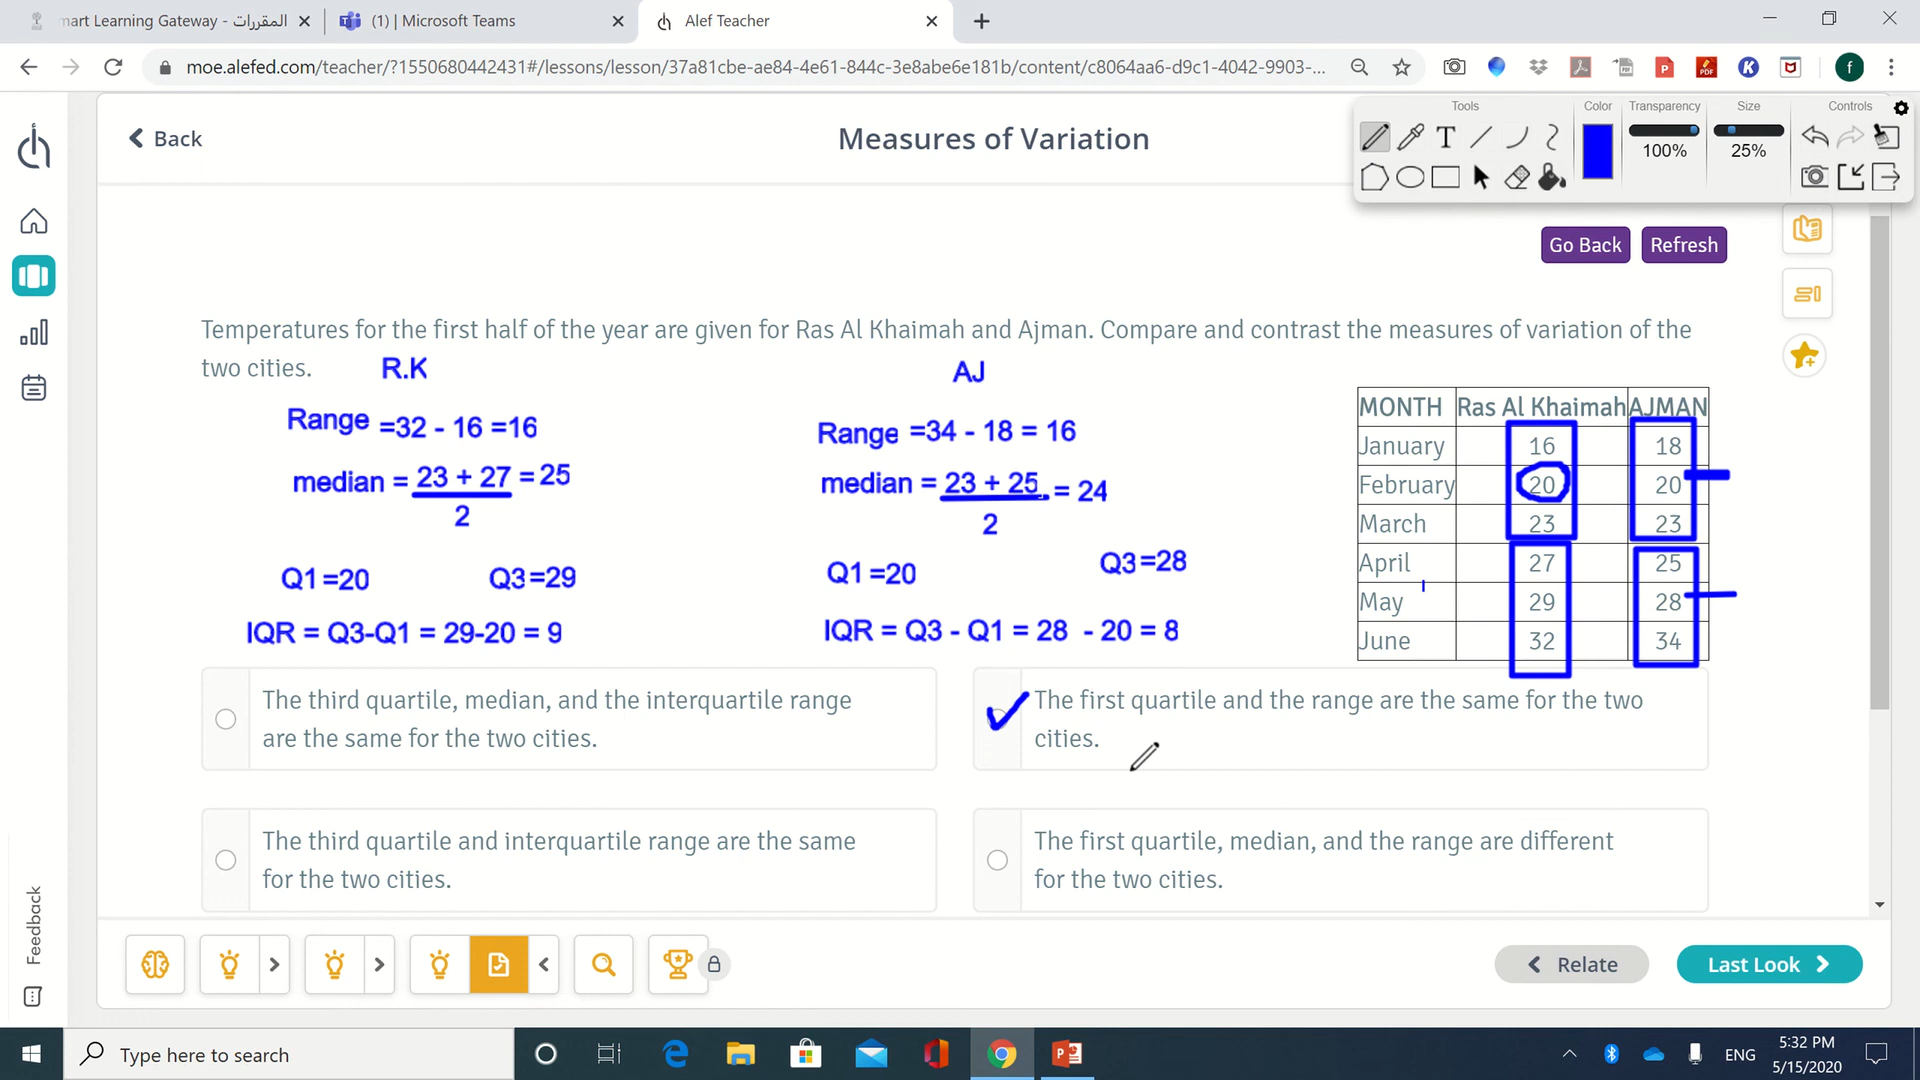 mart Learning Gateway - المقررات
(1) | Microsoft Teams
Alef Teacher
moe.alefed.com/teacher/?1550680442431#/lessons/lesson/37a81cbe-ae84-4e61-844c-3e8abe6e181b/content/c8064aa6-d9c1-4042-9903-...
f
Back
Measures of Variation
Tools
Color
Transparency
Size
Controls
T
100%
25%
Go Back
Refresh
Temperatures for the first half of the year are given for Ras Al Khaimah and Ajman. Compare and contrast the measures of variation of the
two cities.
R.K
Range =32 - 16 =16
median = 23 + 27 = 25
2
Q1 =20 Q3=29
IQR = Q3-Q1 = 29-20 = 9
AJ
Range =34 - 18 = 16
median = 23 + 25 = 24
2
Q1 =20 Q3=28
IQR = Q3 - Q1 = 28 - 20 = 8
MONTH Ras Al Khaimah AJMAN
January 16 18
February 20 20
March 23 23
April 27 25
May 29 28
June 32 34
The third quartile, median, and the interquartile range
are the same for the two cities.
The first quartile and the range are the same for the two
cities.
The third quartile and interquartile range are the same
for the two cities.
The first quartile, median, and the range are different
for the two cities.
Feedback
Relate
Last Look
Type here to search
ENG
5:32 PM
5/15/2020